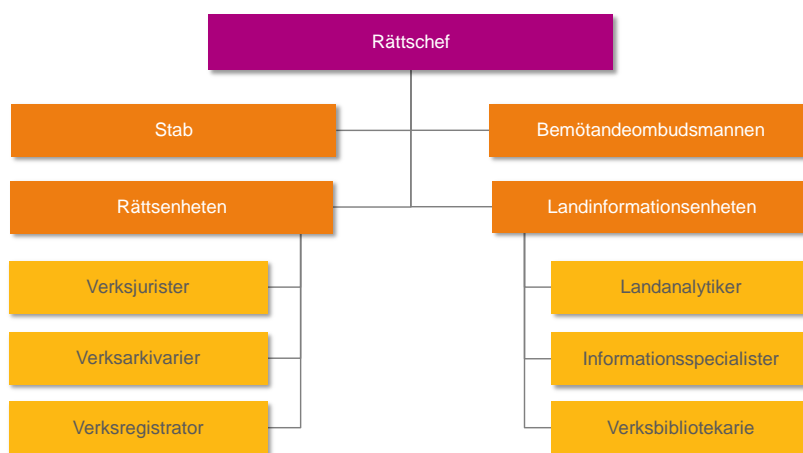 Rättschef
Stab
Bemötandeombudsmannen
Rättsenheten
Landinformationsenheten
Verksjurister
Landanalytiker
Verksarkivarier
Informationsspecialister
Verksregistrator
Verksbibliotekarie